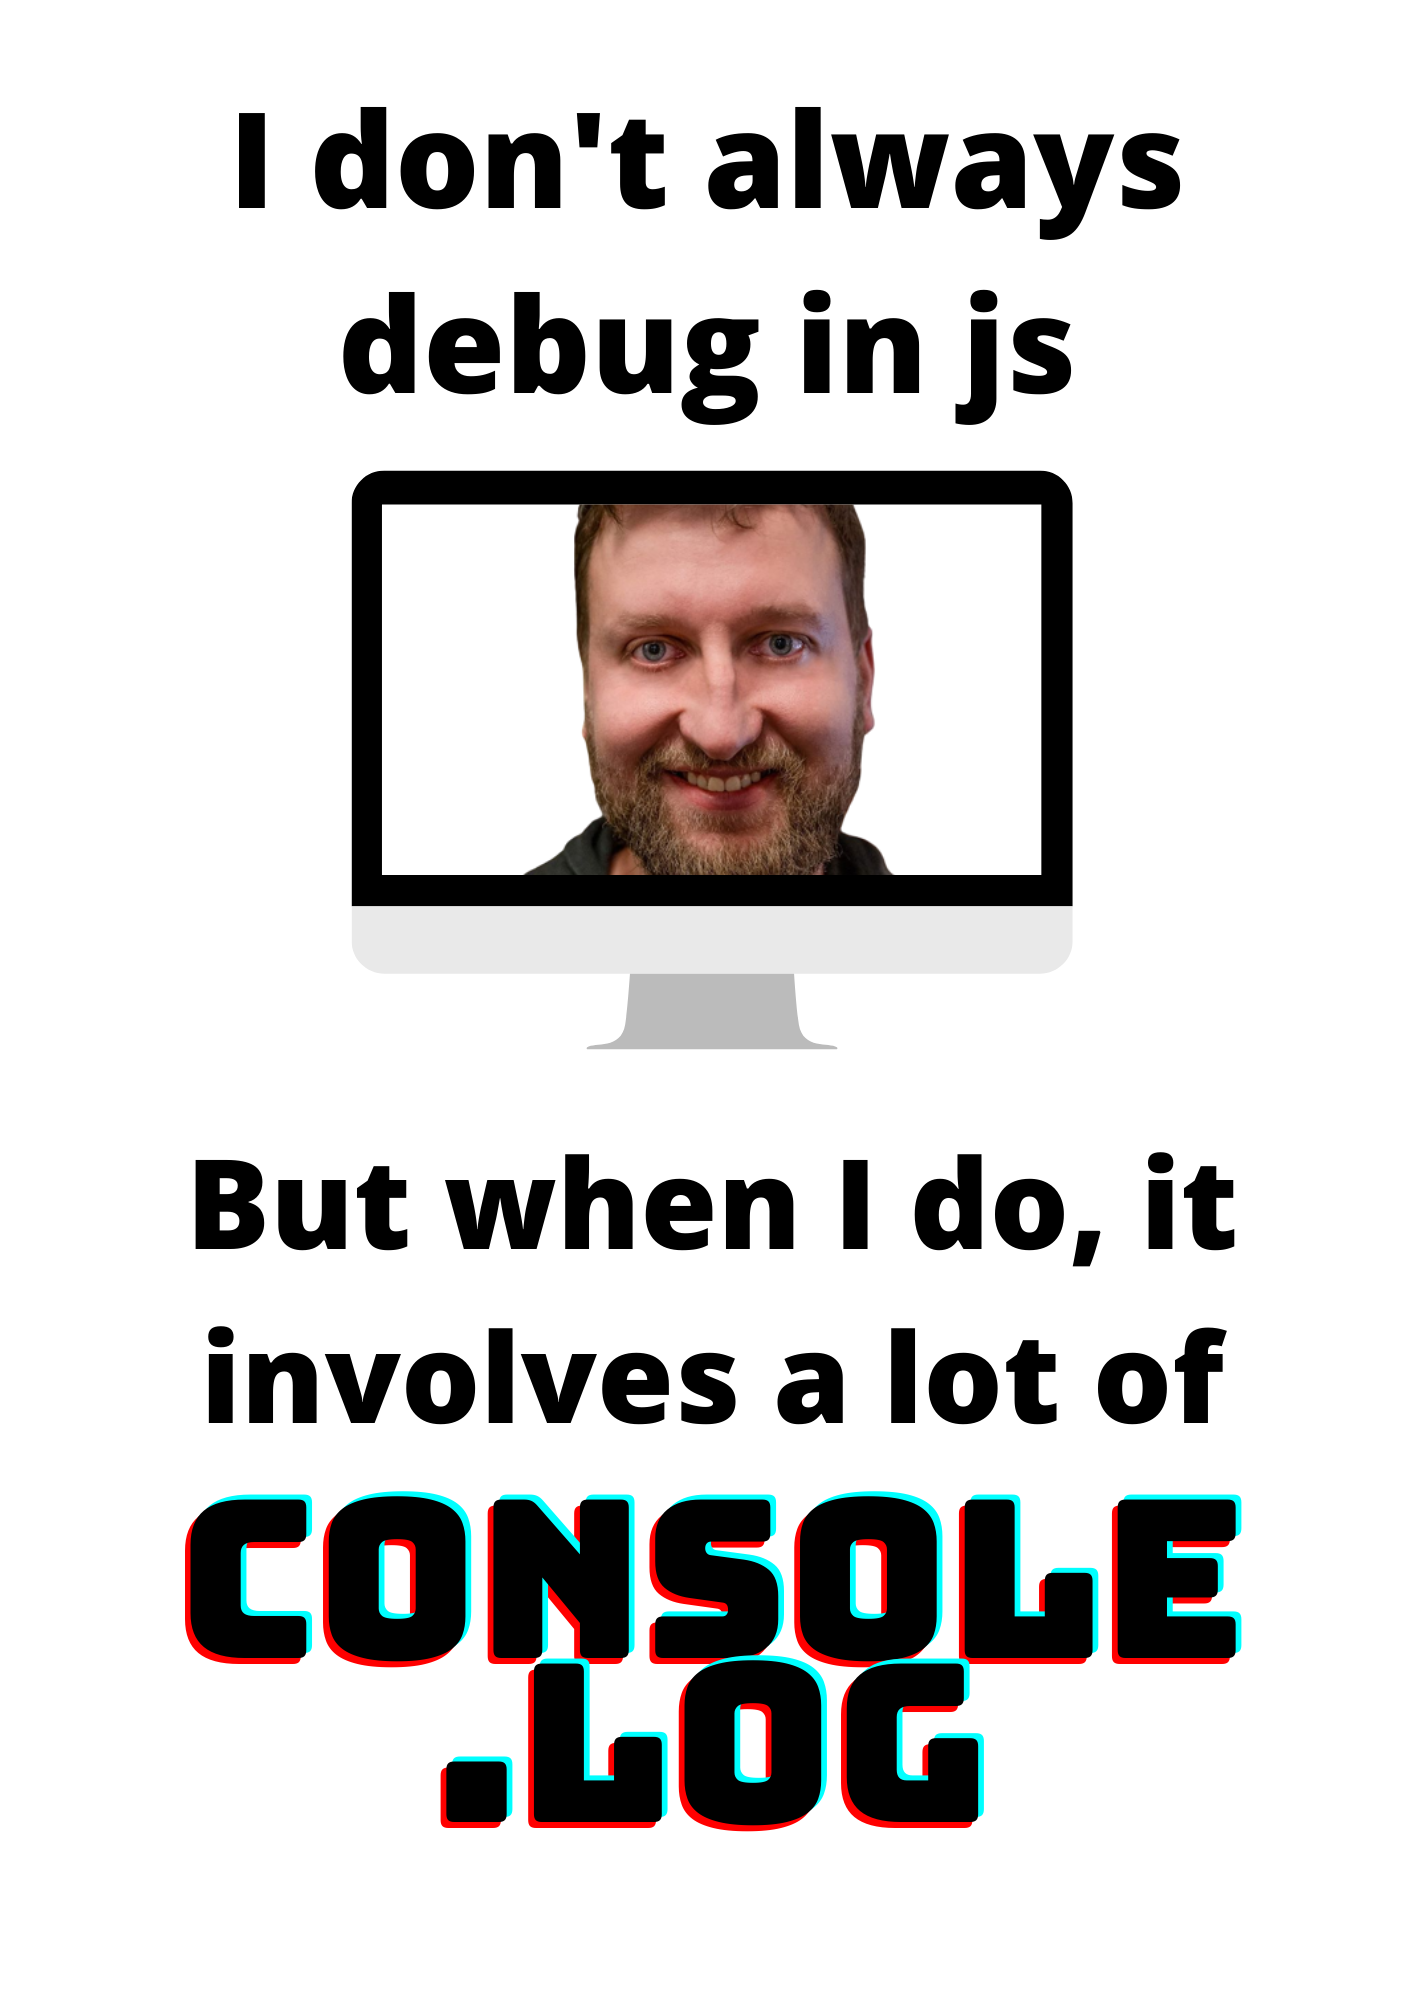 I don't always
debug in js
But when I do, it
involves a lot of
CONSOLE
.LOG